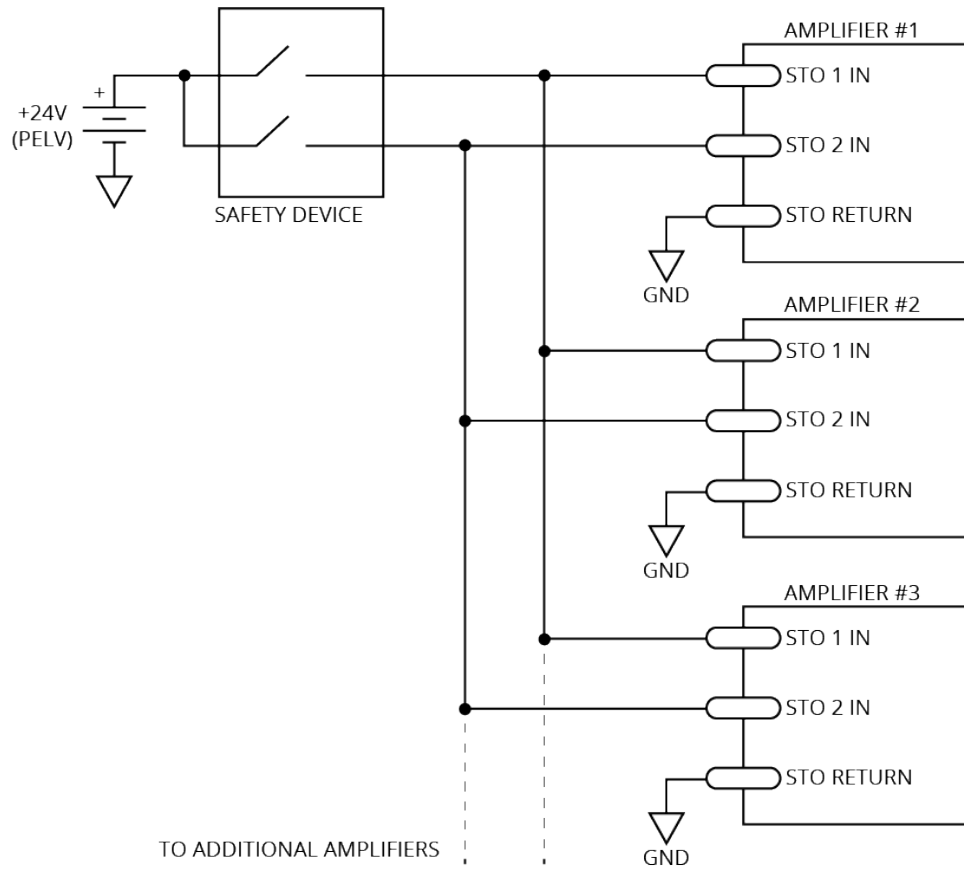 AMPLIFIER #1
STO 1 IN
+
+24V
(PELV)
STO 2 IN
SAFETY DEVICE
STO RETURN
GND
AMPLIFIER #2
STO 1 IN
STO 2 IN
STO RETURN
GND
AMPLIFIER #3
STO 1 IN
STO 2 IN
STO RETURN
TO ADDITIONAL AMPLIFIERS
GND